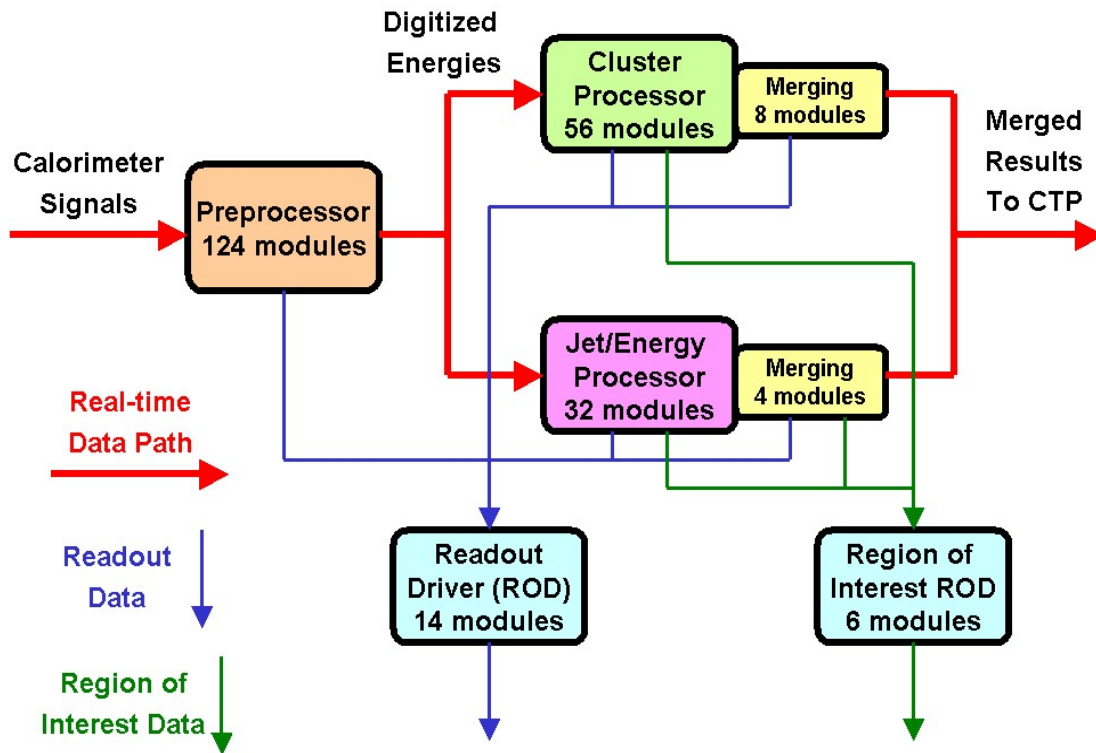 Digitized
Energies
Cluster
Processor
56 modules
Merging
8 modules
Merged
Results
To CTP
Calorimeter
Signals
Preprocessor
124 modules
Jet/Energy
Processor
32 modules
Merging
4 modules
Real-time
Data Path
Readout
Data
Readout
Driver (ROD)
14 modules
Region of
Interest ROD
6 modules
Region of
Interest Data